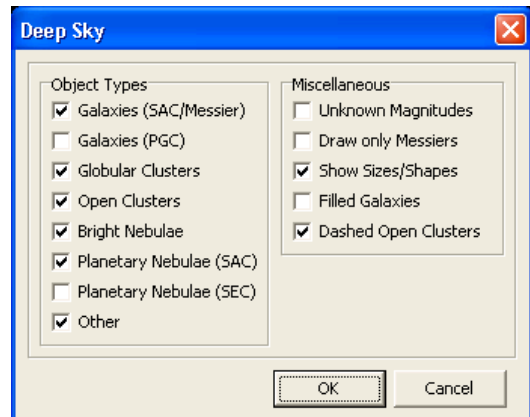 Deep Sky
Object Types
Galaxies (SAC/Messier)
Galaxies (PGC)
Globular Clusters
Open Clusters
Bright Nebulae
Planetary Nebulae (SAC)
Planetary Nebulae (SEC)
Other
Miscellaneous
Unknown Magnitudes
Draw only Messiers
Show Sizes/Shapes
Filled Galaxies
Dashed Open Clusters
OK
Cancel